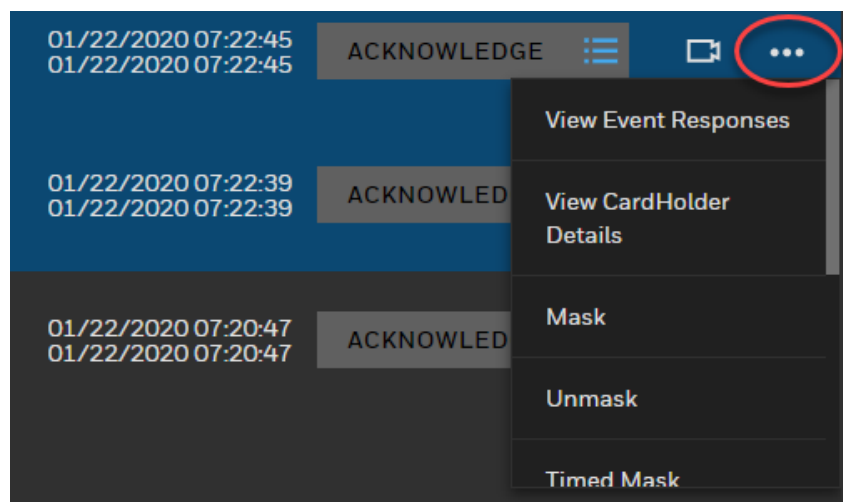 01/22/2020 07:22:45
01/22/2020 07:22:45
ACKNOWLEDGE
View Event Responses
01/22/2020 07:22:39
01/22/2020 07:22:39
ACKNOWLED
View CardHolder
Details
01/22/2020 07:20:47
01/22/2020 07:20:47
ACKNOWLED
Mask
Unmask
Timed Mask